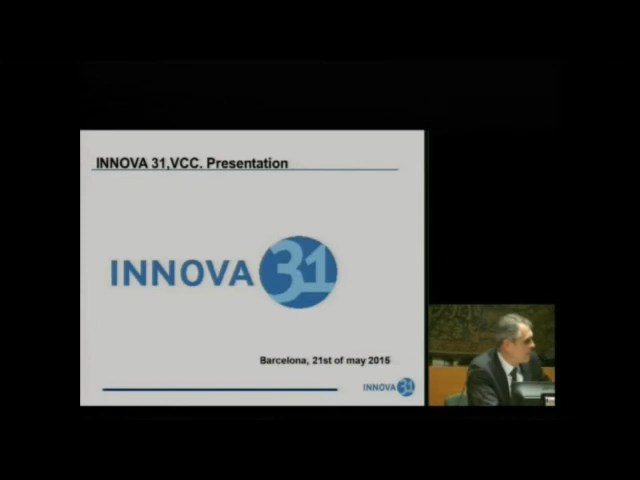 INNOVA 31,VCC. Presentation
INNOVA 31
Barcelona, 21st of may 2015
INNOVA 31